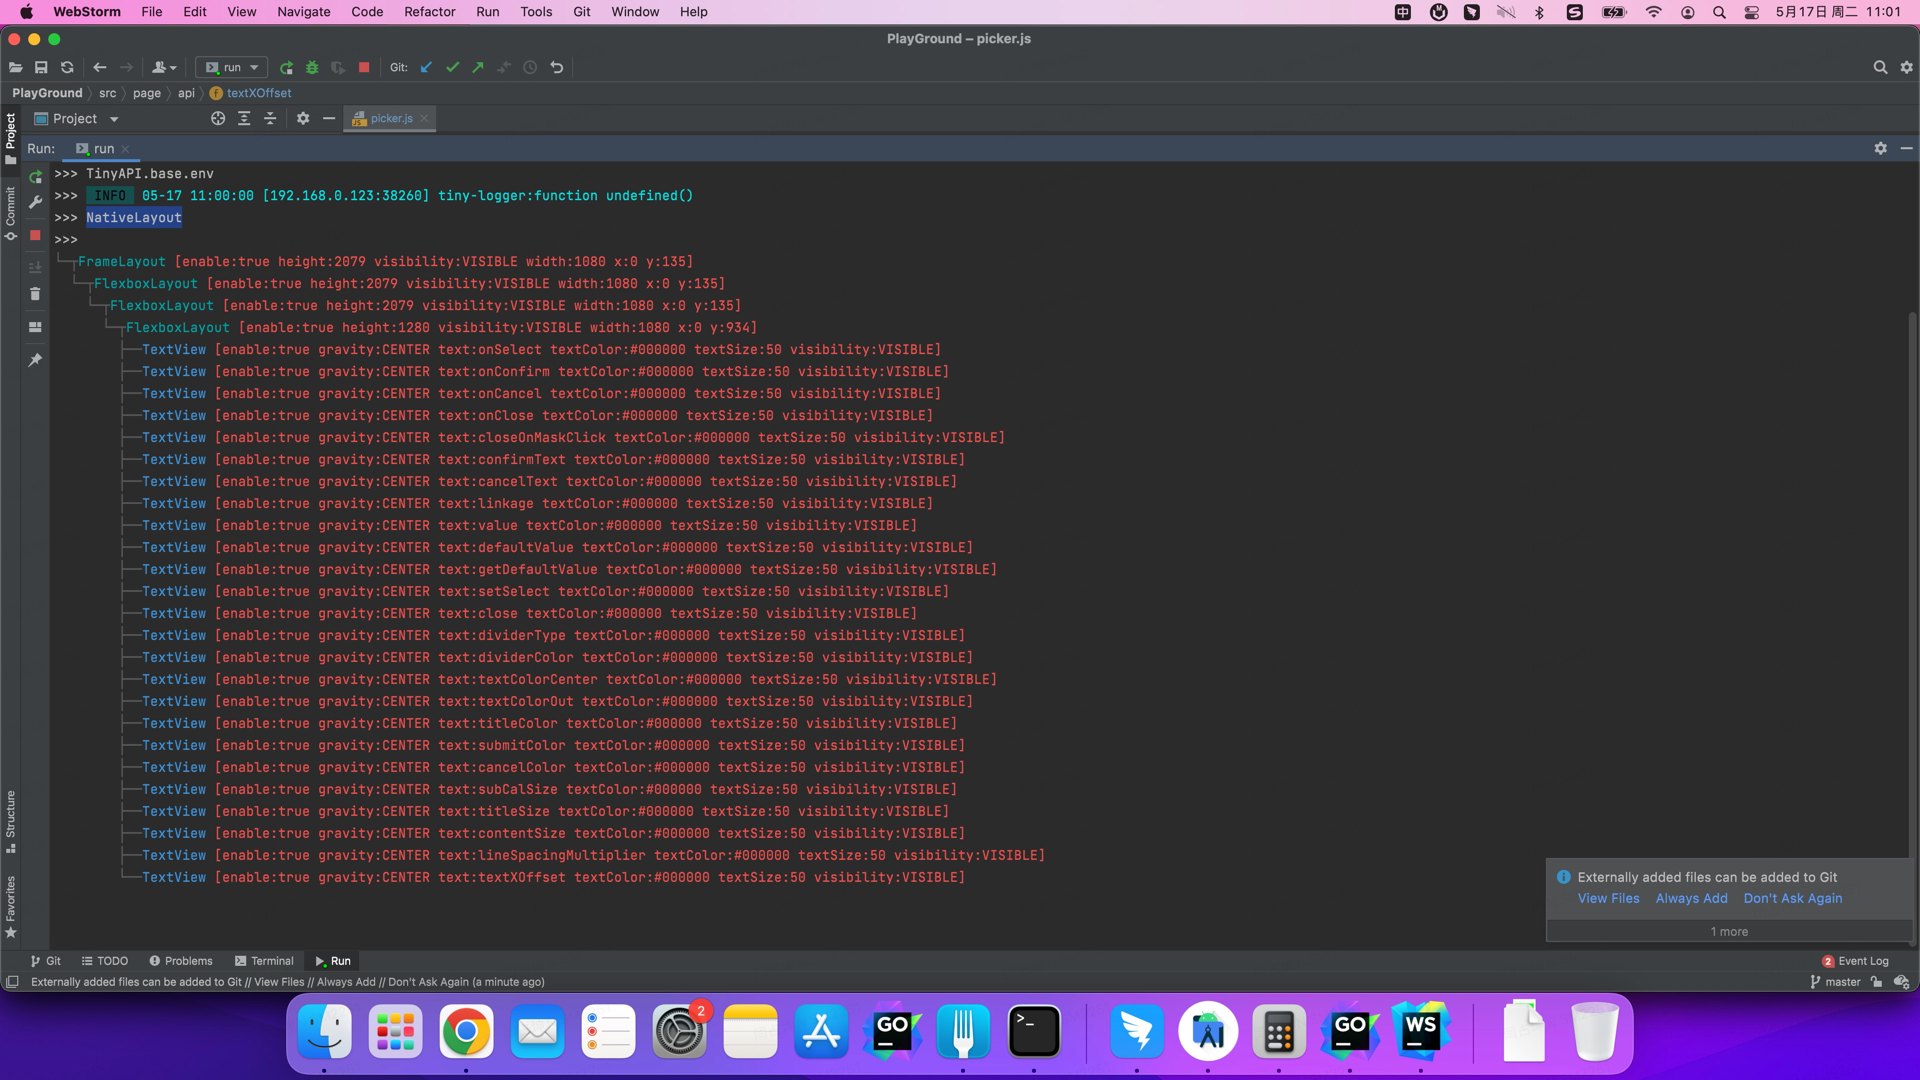 WebStorm File Edit View Navigate Code Refactor Run Tools Git Window Help 中 S 5月17日 周二 11:01
PlayGround – picker.js
run Git:
PlayGround src page api f textXOffset
Project picker.js
Run: run
Project
Commit
Structure
Favorites
>>> TinyAPI.base.env
>>> INFO 05-17 11:00:00 [192.168.0.123:38260] tiny-logger:function undefined()
>>> NativeLayout
>>>
FrameLayout [enable:true height:2079 visibility:VISIBLE width:1080 x:0 y:135]
FlexboxLayout [enable:true height:2079 visibility:VISIBLE width:1080 x:0 y:135]
FlexboxLayout [enable:true height:2079 visibility:VISIBLE width:1080 x:0 y:135]
FlexboxLayout [enable:true height:1280 visibility:VISIBLE width:1080 x:0 y:934]
TextView [enable:true gravity:CENTER text:onSelect textColor:#000000 textSize:50 visibility:VISIBLE]
TextView [enable:true gravity:CENTER text:onConfirm textColor:#000000 textSize:50 visibility:VISIBLE]
TextView [enable:true gravity:CENTER text:onCancel textColor:#000000 textSize:50 visibility:VISIBLE]
TextView [enable:true gravity:CENTER text:onClose textColor:#000000 textSize:50 visibility:VISIBLE]
TextView [enable:true gravity:CENTER text:closeOnMaskClick textColor:#000000 textSize:50 visibility:VISIBLE]
TextView [enable:true gravity:CENTER text:confirmText textColor:#000000 textSize:50 visibility:VISIBLE]
TextView [enable:true gravity:CENTER text:cancelText textColor:#000000 textSize:50 visibility:VISIBLE]
TextView [enable:true gravity:CENTER text:linkage textColor:#000000 textSize:50 visibility:VISIBLE]
TextView [enable:true gravity:CENTER text:value textColor:#000000 textSize:50 visibility:VISIBLE]
TextView [enable:true gravity:CENTER text:defaultValue textColor:#000000 textSize:50 visibility:VISIBLE]
TextView [enable:true gravity:CENTER text:getDefaultValue textColor:#000000 textSize:50 visibility:VISIBLE]
TextView [enable:true gravity:CENTER text:setSelect textColor:#000000 textSize:50 visibility:VISIBLE]
TextView [enable:true gravity:CENTER text:close textColor:#000000 textSize:50 visibility:VISIBLE]
TextView [enable:true gravity:CENTER text:dividerType textColor:#000000 textSize:50 visibility:VISIBLE]
TextView [enable:true gravity:CENTER text:dividerColor textColor:#000000 textSize:50 visibility:VISIBLE]
TextView [enable:true gravity:CENTER text:textColorCenter textColor:#000000 textSize:50 visibility:VISIBLE]
TextView [enable:true gravity:CENTER text:textColorOut textColor:#000000 textSize:50 visibility:VISIBLE]
TextView [enable:true gravity:CENTER text:titleColor textColor:#000000 textSize:50 visibility:VISIBLE]
TextView [enable:true gravity:CENTER text:submitColor textColor:#000000 textSize:50 visibility:VISIBLE]
TextView [enable:true gravity:CENTER text:cancelColor textColor:#000000 textSize:50 visibility:VISIBLE]
TextView [enable:true gravity:CENTER text:subCalSize textColor:#000000 textSize:50 visibility:VISIBLE]
TextView [enable:true gravity:CENTER text:titleSize textColor:#000000 textSize:50 visibility:VISIBLE]
TextView [enable:true gravity:CENTER text:contentSize textColor:#000000 textSize:50 visibility:VISIBLE]
TextView [enable:true gravity:CENTER text:lineSpacingMultiplier textColor:#000000 textSize:50 visibility:VISIBLE]
TextView [enable:true gravity:CENTER text:textXOffset textColor:#000000 textSize:50 visibility:VISIBLE]
Externally added files can be added to Git
View Files Always Add Don't Ask Again
1 more
Git TODO Problems Terminal Run 2 Event Log
Externally added files can be added to Git // View Files // Always Add // Don't Ask Again (a minute ago) master
2
GO >_ GO WS